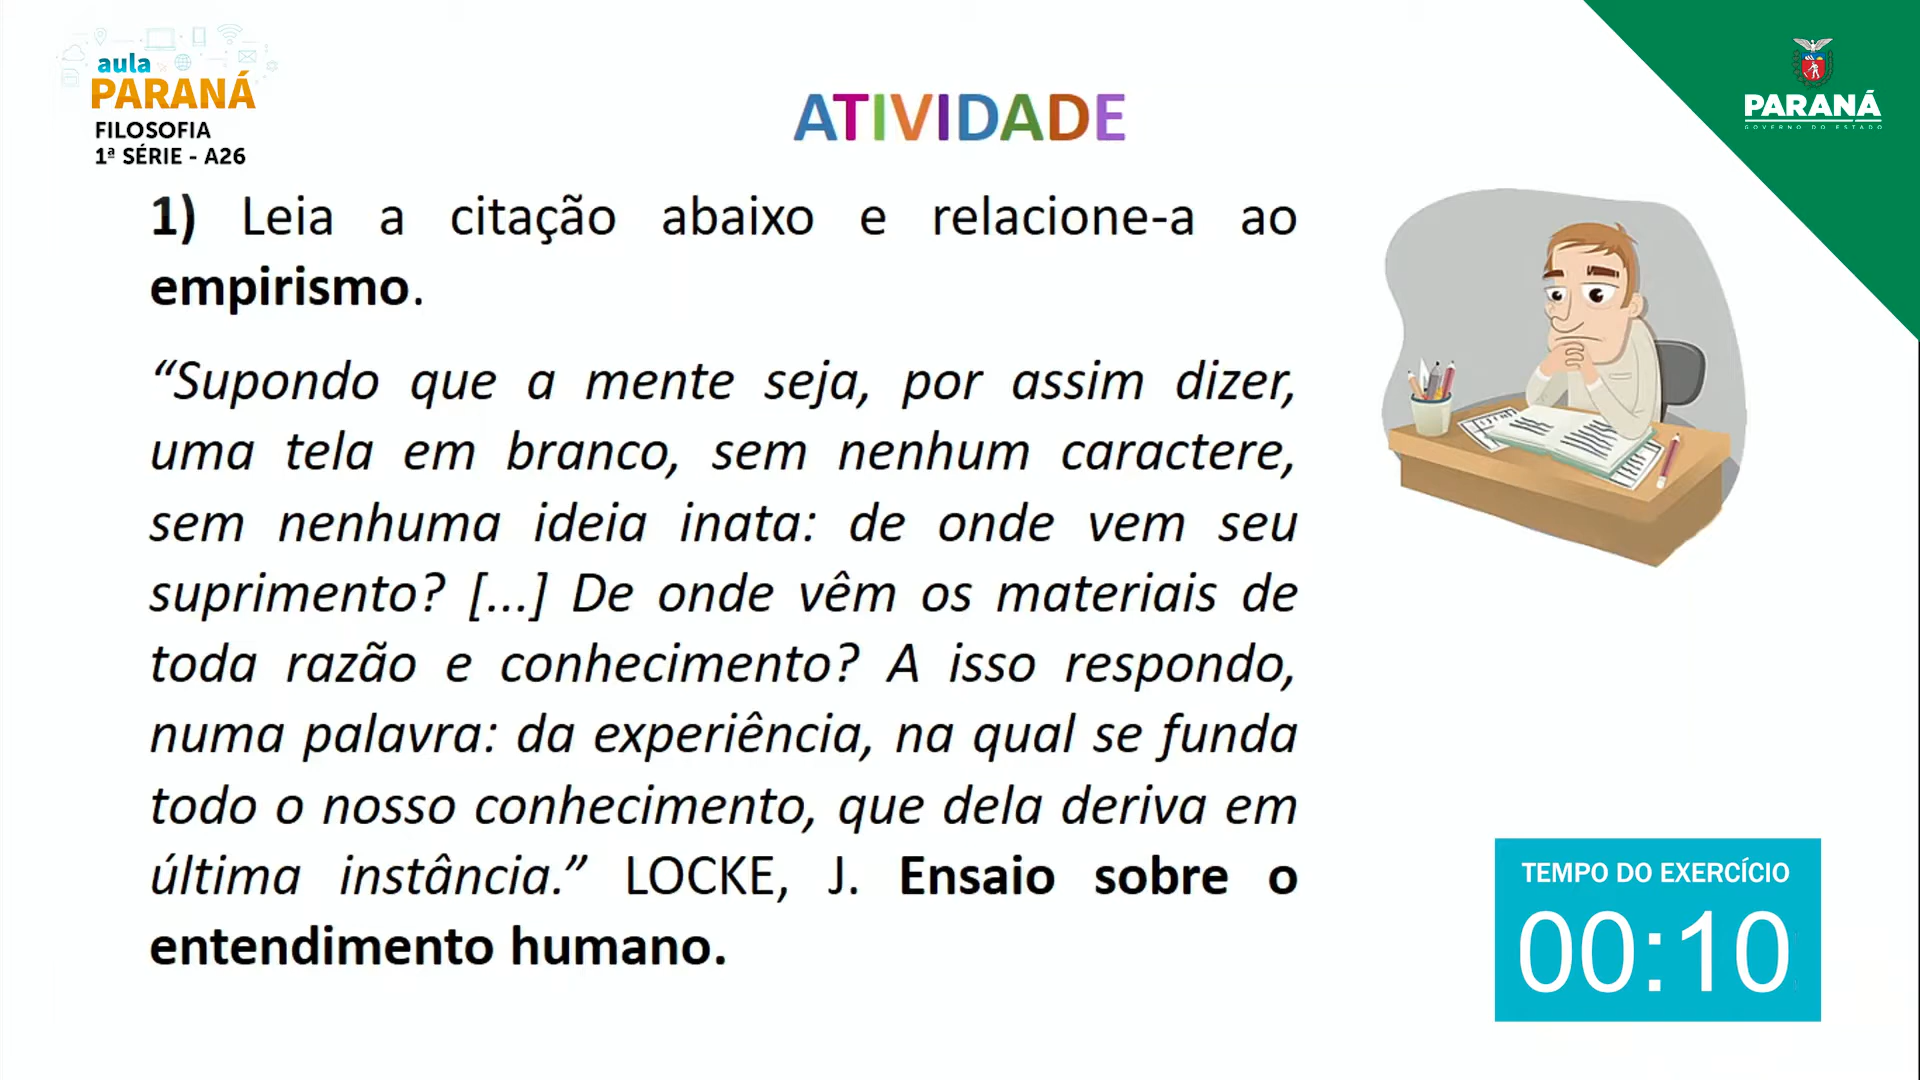 aula
PARANÁ
FILOSOFIA
1ª SÉRIE - A26
ATIVIDADE
PARANÁ
GOVERNO DO ESTADO
1) Leia a citação abaixo e relacione-a ao
empirismo.
“Supondo que a mente seja, por assim dizer,
uma tela em branco, sem nenhum caractere,
sem nenhuma ideia inata: de onde vem seu
suprimento? [...] De onde vêm os materiais de
toda razão e conhecimento? A isso respondo,
numa palavra: da experiência, na qual se funda
todo o nosso conhecimento, que dela deriva em
última instância.” LOCKE, J. Ensaio sobre o
entendimento humano.
TEMPO DO EXERCÍCIO
00:10